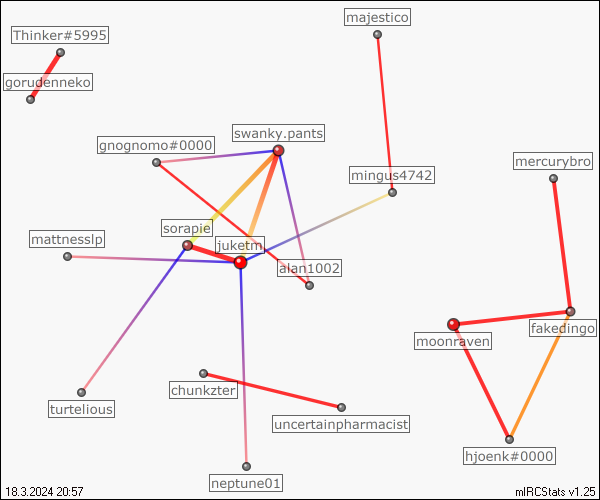 majestico
Thinker#5995
gorudenneko
swanky.pants
gnognomo#0000
mercurybro
mingus4742
sorapie
mattnesslp
juketm
alan1002
fakedingo
moonraven
chunkzter
turtelious
uncertainpharmacist
hjoenk#0000
neptune01
18.3.2024 20:57
mIRCStats v1.25